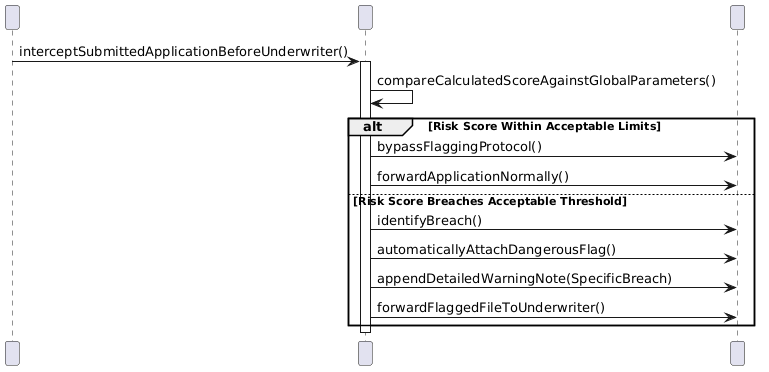 interceptSubmittedApplicationBeforeUnderwriter()
compareCalculatedScoreAgainstGlobalParameters()
alt [Risk Score Within Acceptable Limits]
bypassFlaggingProtocol()
forwardApplicationNormally()
[Risk Score Breaches Acceptable Threshold]
identifyBreach()
automaticallyAttachDangerousFlag()
appendDetailedWarningNote(SpecificBreach)
forwardFlaggedFileToUnderwriter()